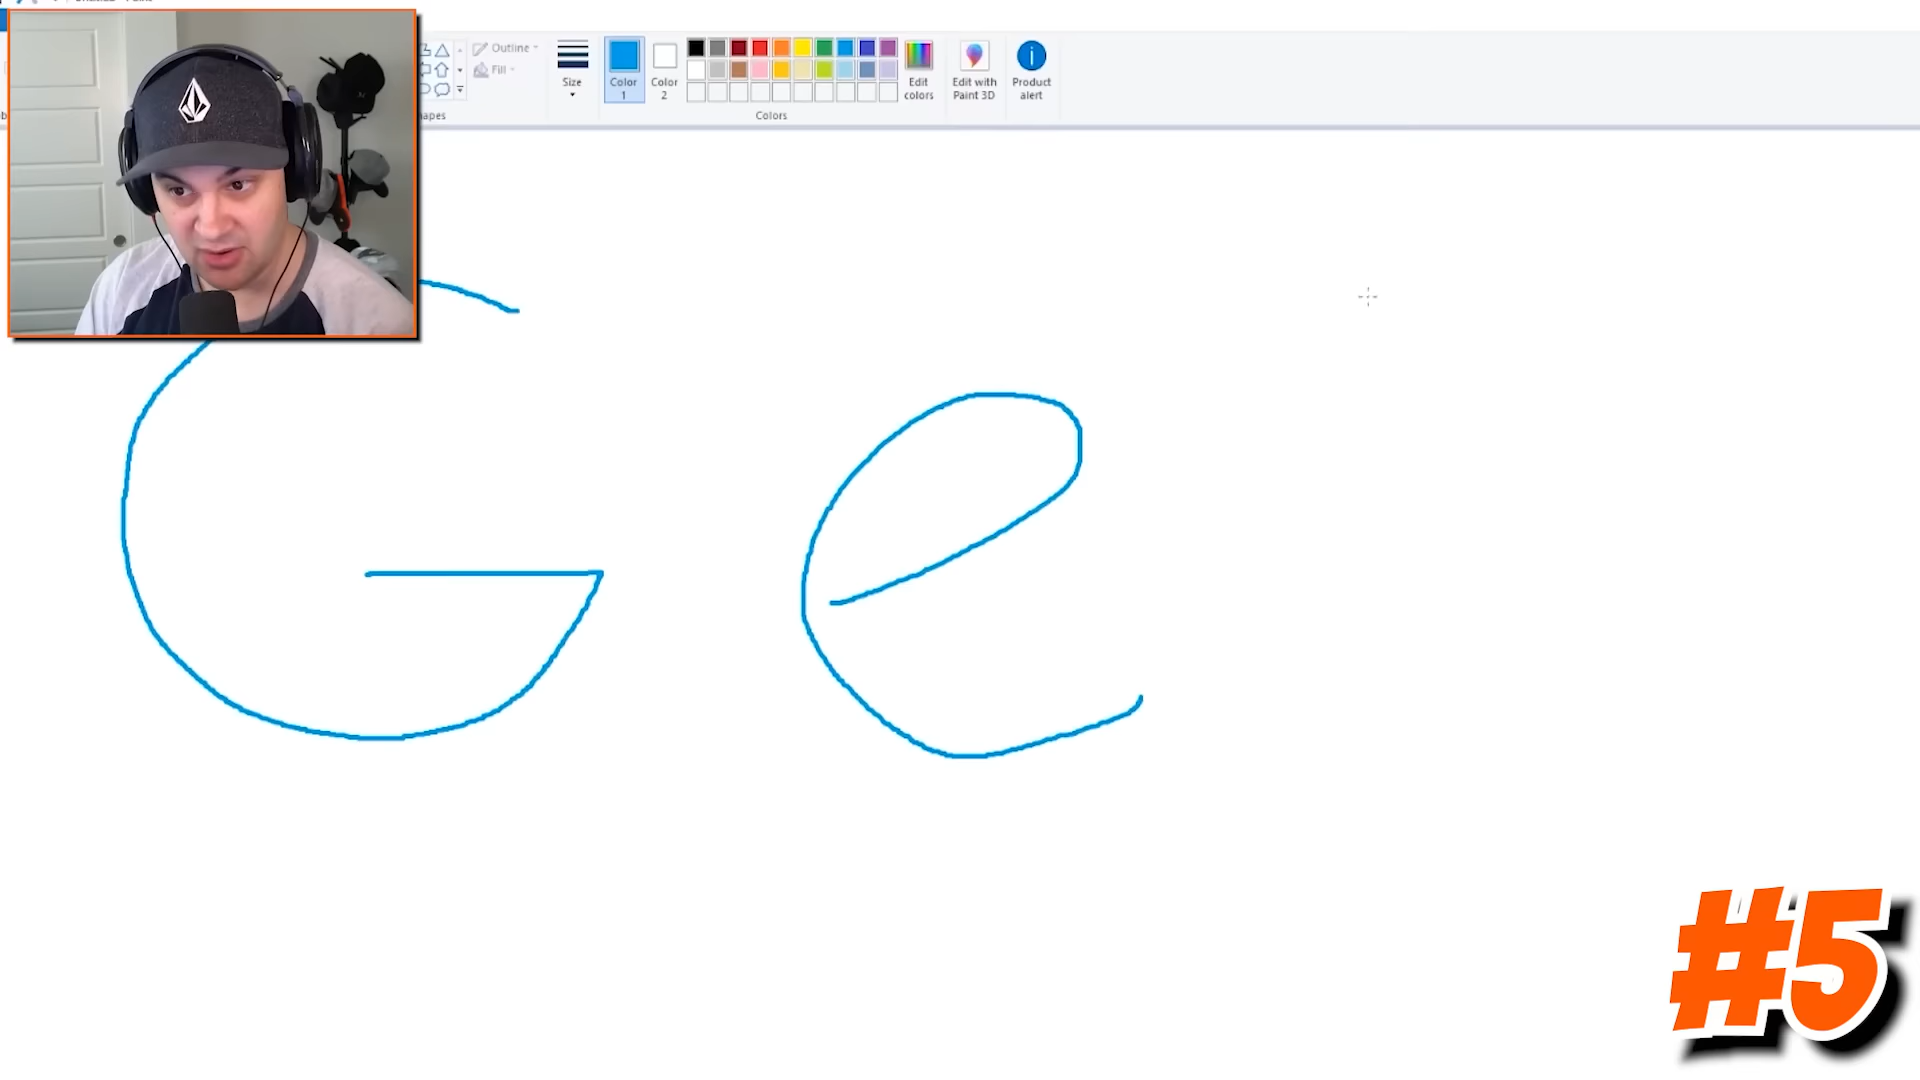 Outline
Fill
Size
Color 1
Color 2
Edit colors
Edit with Paint 3D
Product alert
Colors
Ge
#5